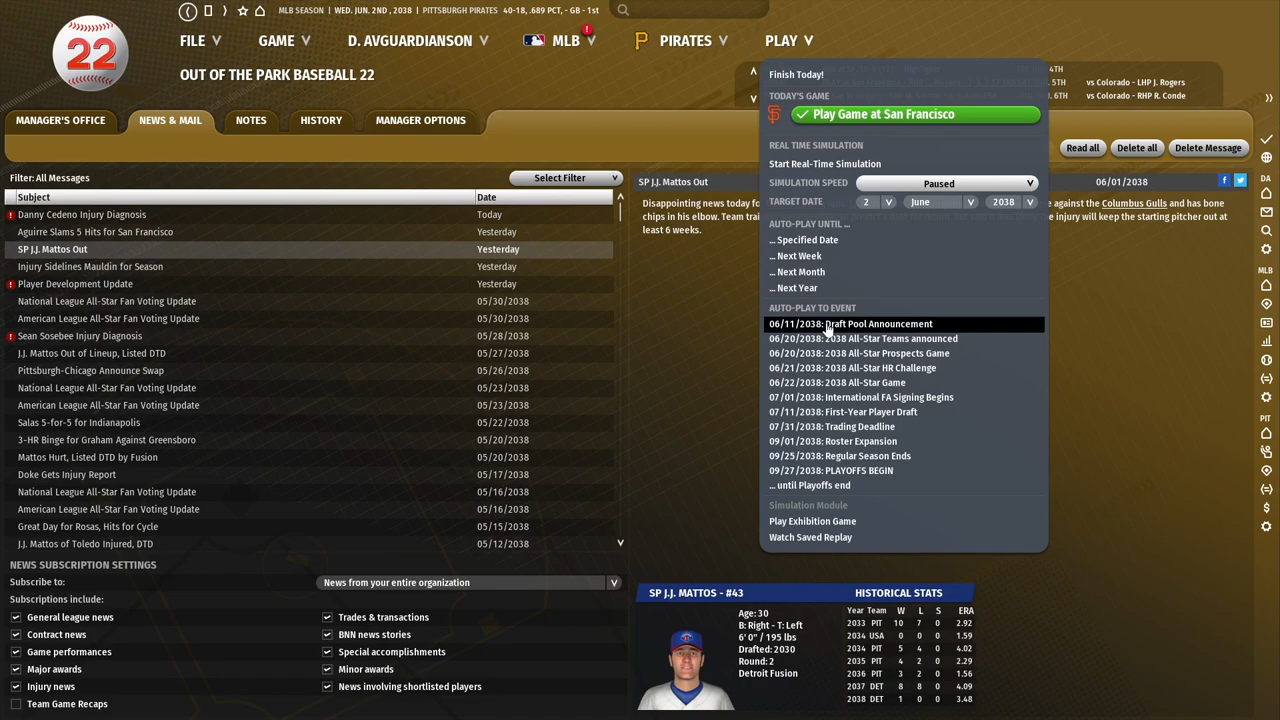 MLB SEASON | WED. JUN. 2ND , 2038 | PITTSBURGH PIRATES 40-18, .689 PCT, - GB - 1st
22
FILE
GAME
D. AVGUARDIANSON
MLB
PIRATES
PLAY
OUT OF THE PARK BASEBALL 22
4TH
5TH vs Colorado - LHP J. Rogers
6TH vs Colorado - RHP R. Conde
MANAGER'S OFFICE
NEWS & MAIL
NOTES
HISTORY
MANAGER OPTIONS
Read all
Delete all
Delete Message
Filter: All Messages
Select Filter
Subject Date
Danny Cedeno Injury Diagnosis Today
Aguirre Slams 5 Hits for San Francisco Yesterday
SP J.J. Mattos Out Yesterday
Injury Sidelines Mauldin for Season Yesterday
Player Development Update Yesterday
National League All-Star Fan Voting Update 05/30/2038
American League All-Star Fan Voting Update 05/30/2038
Sean Sosebee Injury Diagnosis 05/28/2038
J.J. Mattos Out of Lineup, Listed DTD 05/27/2038
Pittsburgh-Chicago Announce Swap 05/26/2038
National League All-Star Fan Voting Update 05/23/2038
American League All-Star Fan Voting Update 05/23/2038
Salas 5-for-5 for Indianapolis 05/22/2038
3-HR Binge for Graham Against Greensboro 05/20/2038
Mattos Hurt, Listed DTD by Fusion 05/20/2038
Doke Gets Injury Report 05/17/2038
National League All-Star Fan Voting Update 05/16/2038
American League All-Star Fan Voting Update 05/16/2038
Great Day for Rosas, Hits for Cycle 05/15/2038
J.J. Mattos of Toledo Injured, DTD 05/12/2038
NEWS SUBSCRIPTION SETTINGS
Subscribe to: News from your entire organization
Subscriptions include:
General league news Trades & transactions
Contract news BNN news stories
Game performances Special accomplishments
Major awards Minor awards
Injury news News involving shortlisted players
Team Game Recaps
SP J.J. Mattos Out 06/01/2038
Disappointing news today fo
against the Columbus Gulls and has bone
chips in his elbow. Team trai
injury will keep the starting pitcher out at
least 6 weeks.
Finish Today!
TODAY'S GAME
Play Game at San Francisco
REAL TIME SIMULATION
Start Real-Time Simulation
SIMULATION SPEED Paused
TARGET DATE 2 June 2038
AUTO-PLAY UNTIL ...
... Specified Date
... Next Week
... Next Month
... Next Year
AUTO-PLAY TO EVENT
06/11/2038: Draft Pool Announcement
06/20/2038: 2038 All-Star Teams announced
06/20/2038: 2038 All-Star Prospects Game
06/21/2038: 2038 All-Star HR Challenge
06/22/2038: 2038 All-Star Game
07/01/2038: International FA Signing Begins
07/11/2038: First-Year Player Draft
07/31/2038: Trading Deadline
09/01/2038: Roster Expansion
09/25/2038: Regular Season Ends
09/27/2038: PLAYOFFS BEGIN
... until Playoffs end
Simulation Module
Play Exhibition Game
Watch Saved Replay
SP J.J. MATTOS - #43
Age: 30
B: Right - T: Left
6' 0" / 195 lbs
Drafted: 2030
Round: 2
Detroit Fusion
HISTORICAL STATS
Year Team W L S ERA
2033 PIT 10 7 0 2.92
2034 USA 0 0 0 1.59
2034 PIT 5 4 0 4.02
2035 PIT 4 2 0 2.29
2036 PIT 3 2 0 1.56
2037 DET 8 8 0 4.09
2038 DET 1 0 0 3.48
DA
MLB
PIT